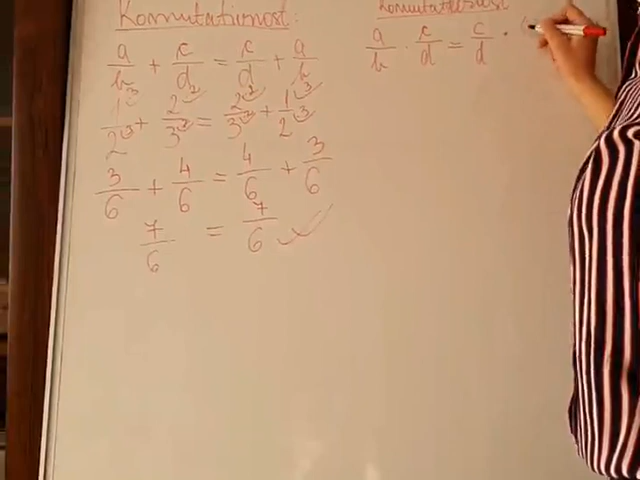 Komutativnost:
a/b + c/d = c/d + a/b
1/2 + 2/3 = 2/3 + 1/2
3/6 + 4/6 = 4/6 + 3/6
7/6 = 7/6 ✓
Komutativnost
a/b · c/d = c/d ·